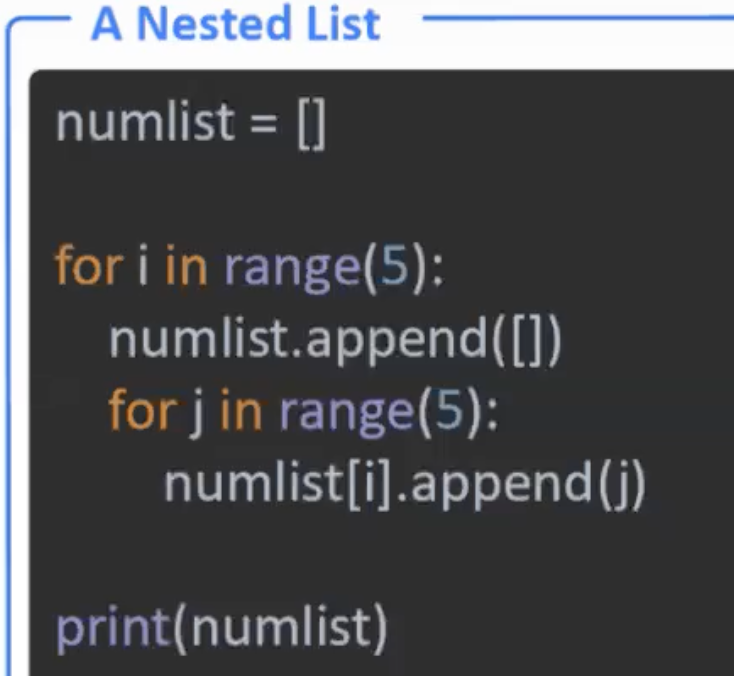 A Nested List
numlist = []
for i in range(5):
    numlist.append([])
    for j in range(5):
        numlist[i].append(j)
print(numlist)